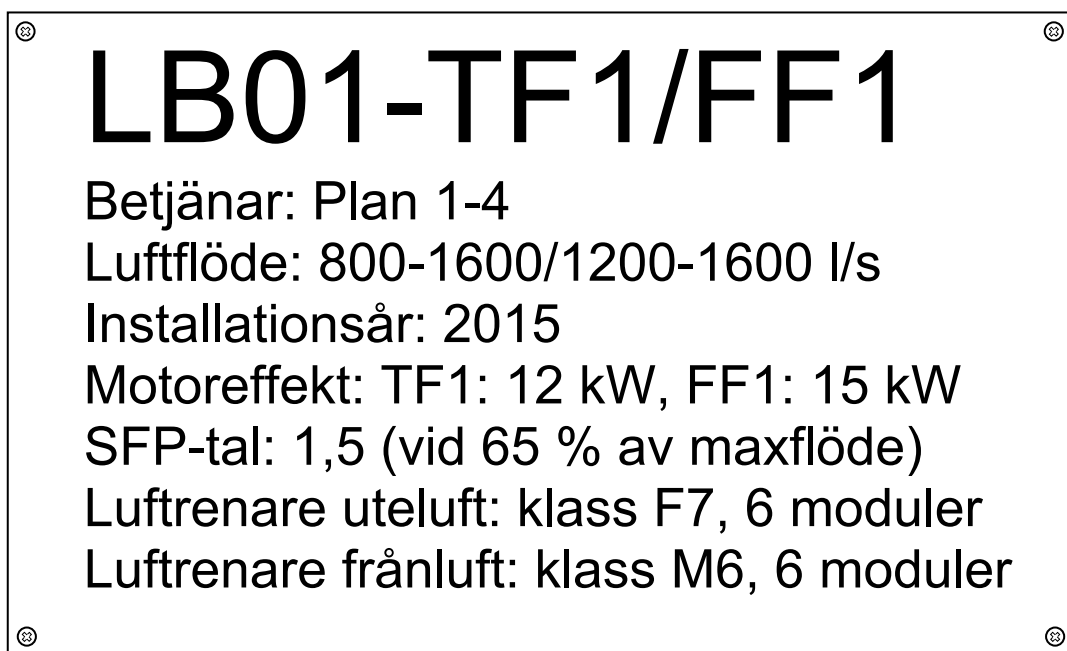 LB01-TF1/FF1
Betjänar: Plan 1-4
Luftflöde: 800-1600/1200-1600 l/s
Installationsår: 2015
Motoreffekt: TF1: 12 kW, FF1: 15 kW
SFP-tal: 1,5 (vid 65 % av maxflöde)
Luftrenare uteluft: klass F7, 6 moduler
Luftrenare frånluft: klass M6, 6 moduler